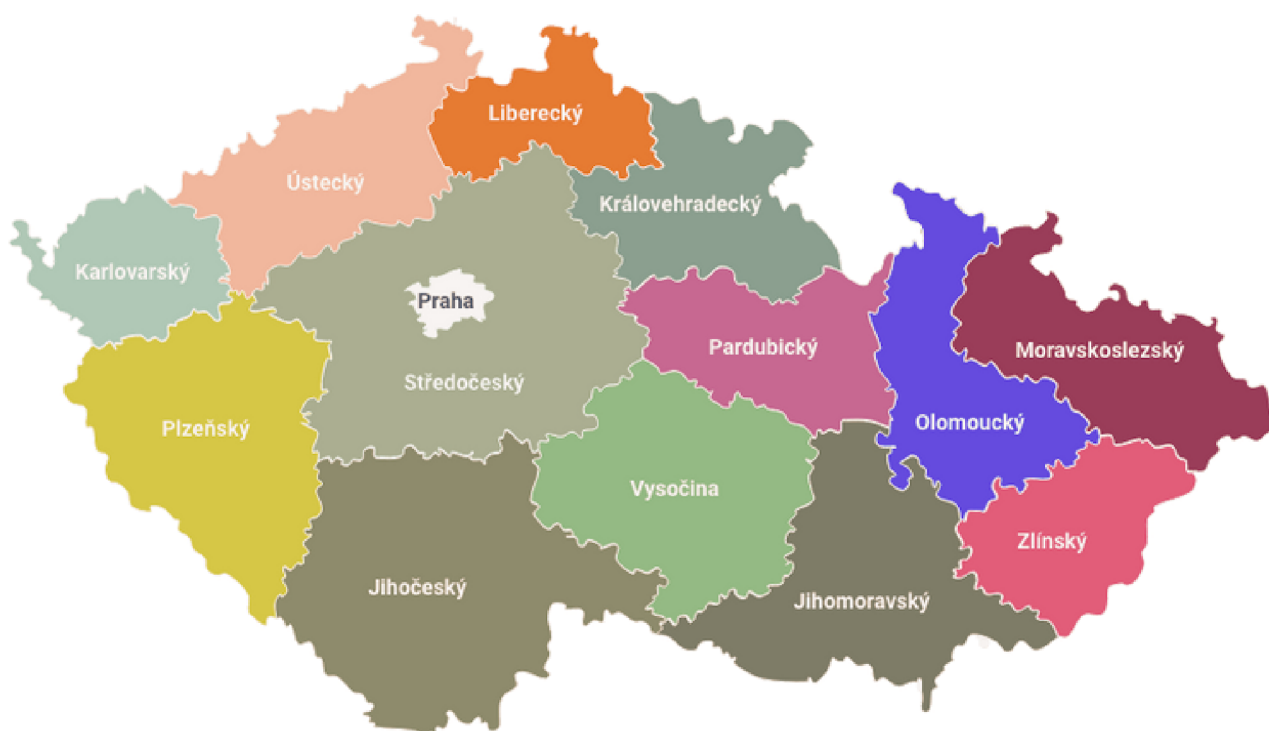 Liberecký
Ústecký
Královehradecký
Karlovarský
Praha
Pardubický
Moravskoslezský
Středočeský
Plzeňský
Olomoucký
Vysočina
Zlínský
Jihočeský
Jihomoravský